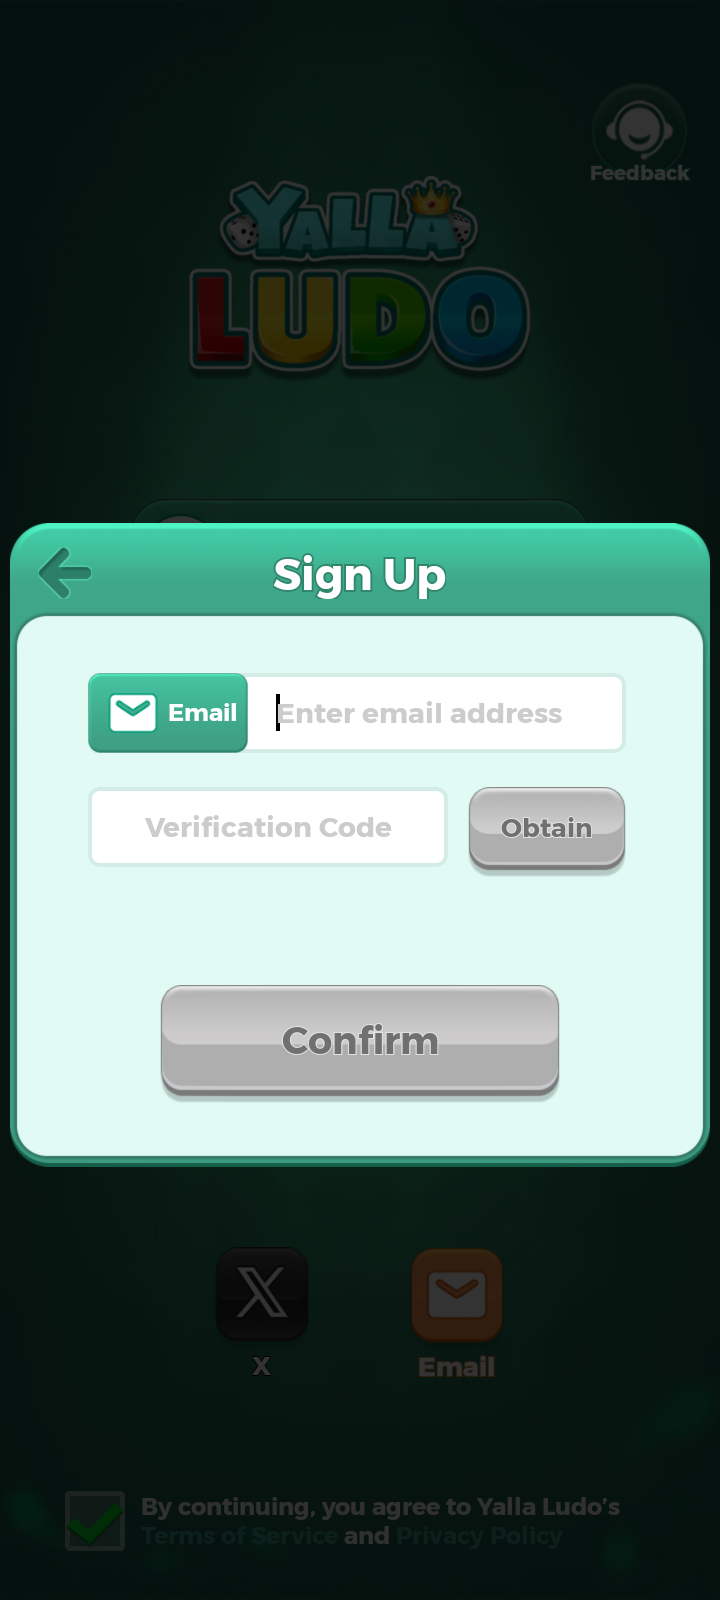 Feedback
YALLA
LUDO
Sign Up
Email
Enter email address
Verification Code
Obtain
Confirm
X
Email
By continuing, you agree to Yalla Ludo's
Terms of Service and Privacy Policy